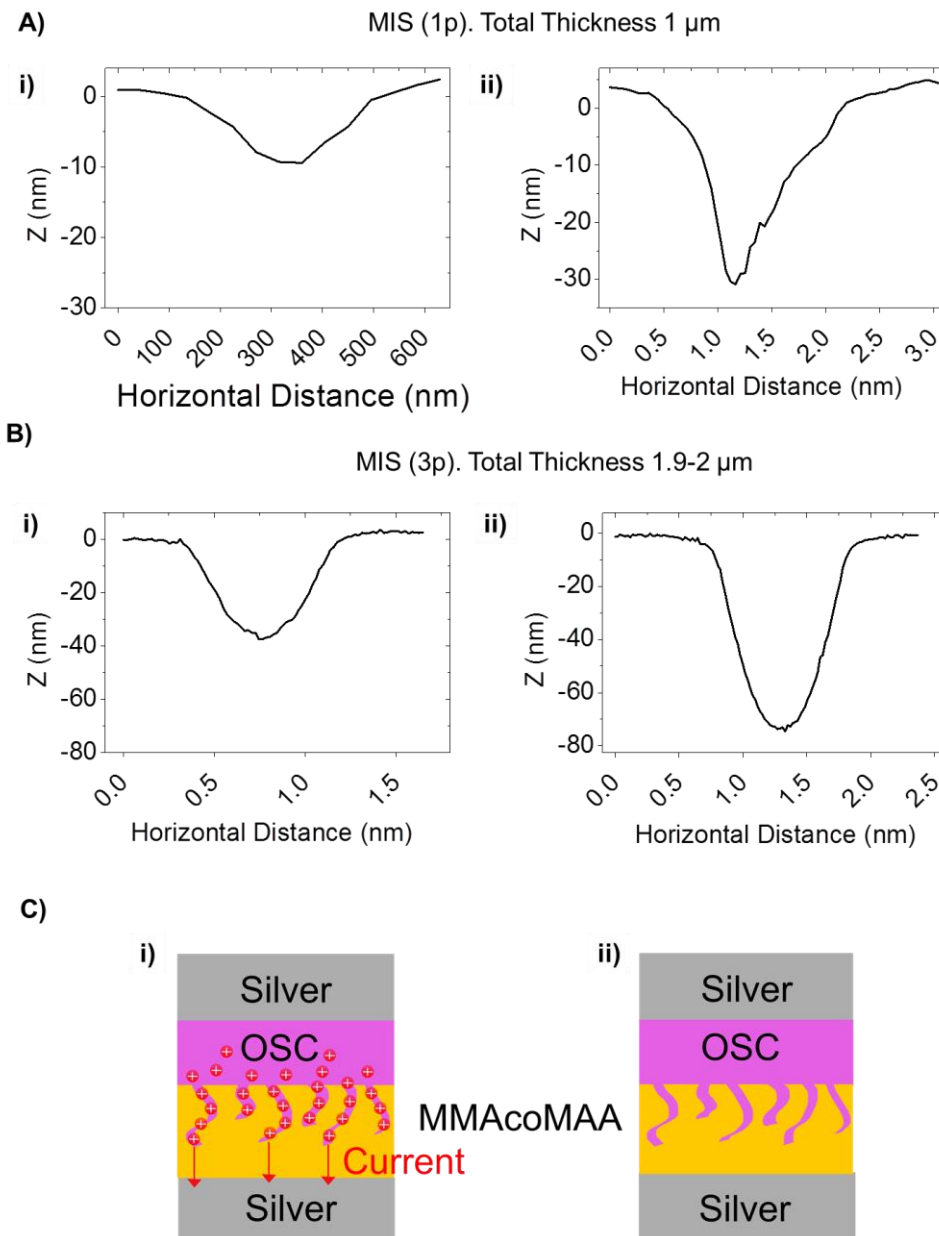 A)
MIS (1p). Total Thickness 1 μm
i)
0
-10
-20
-30
Z (nm)
0 100 200 300 400 500 600
Horizontal Distance (nm)
ii)
0
-10
-20
-30
Z (nm)
0.0 0.5 1.0 1.5 2.0 2.5 3.0
Horizontal Distance (nm)
B)
MIS (3p). Total Thickness 1.9-2 μm
i)
0
-20
-40
-60
-80
Z (nm)
0.0 0.5 1.0 1.5
Horizontal Distance (nm)
ii)
0
-20
-40
-60
-80
Z (nm)
0.0 0.5 1.0 1.5 2.0
Horizontal Distance (nm)
C)
i)
Silver
OSC
+ + + + + + + + + + + + + + + + + + + + + + + + + +
MMAcoMAA
Current
Silver
ii)
Silver
OSC
Silver